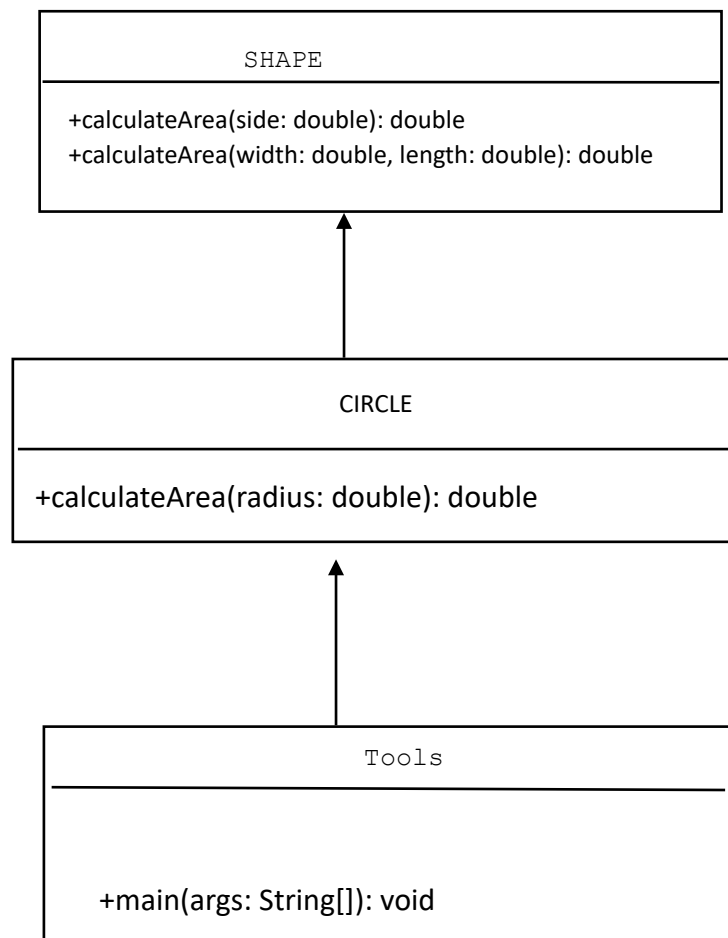 SHAPE
+calculateArea(side: double): double
+calculateArea(width: double, length: double): double
CIRCLE
+calculateArea(radius: double): double
Tools
+main(args: String[]): void